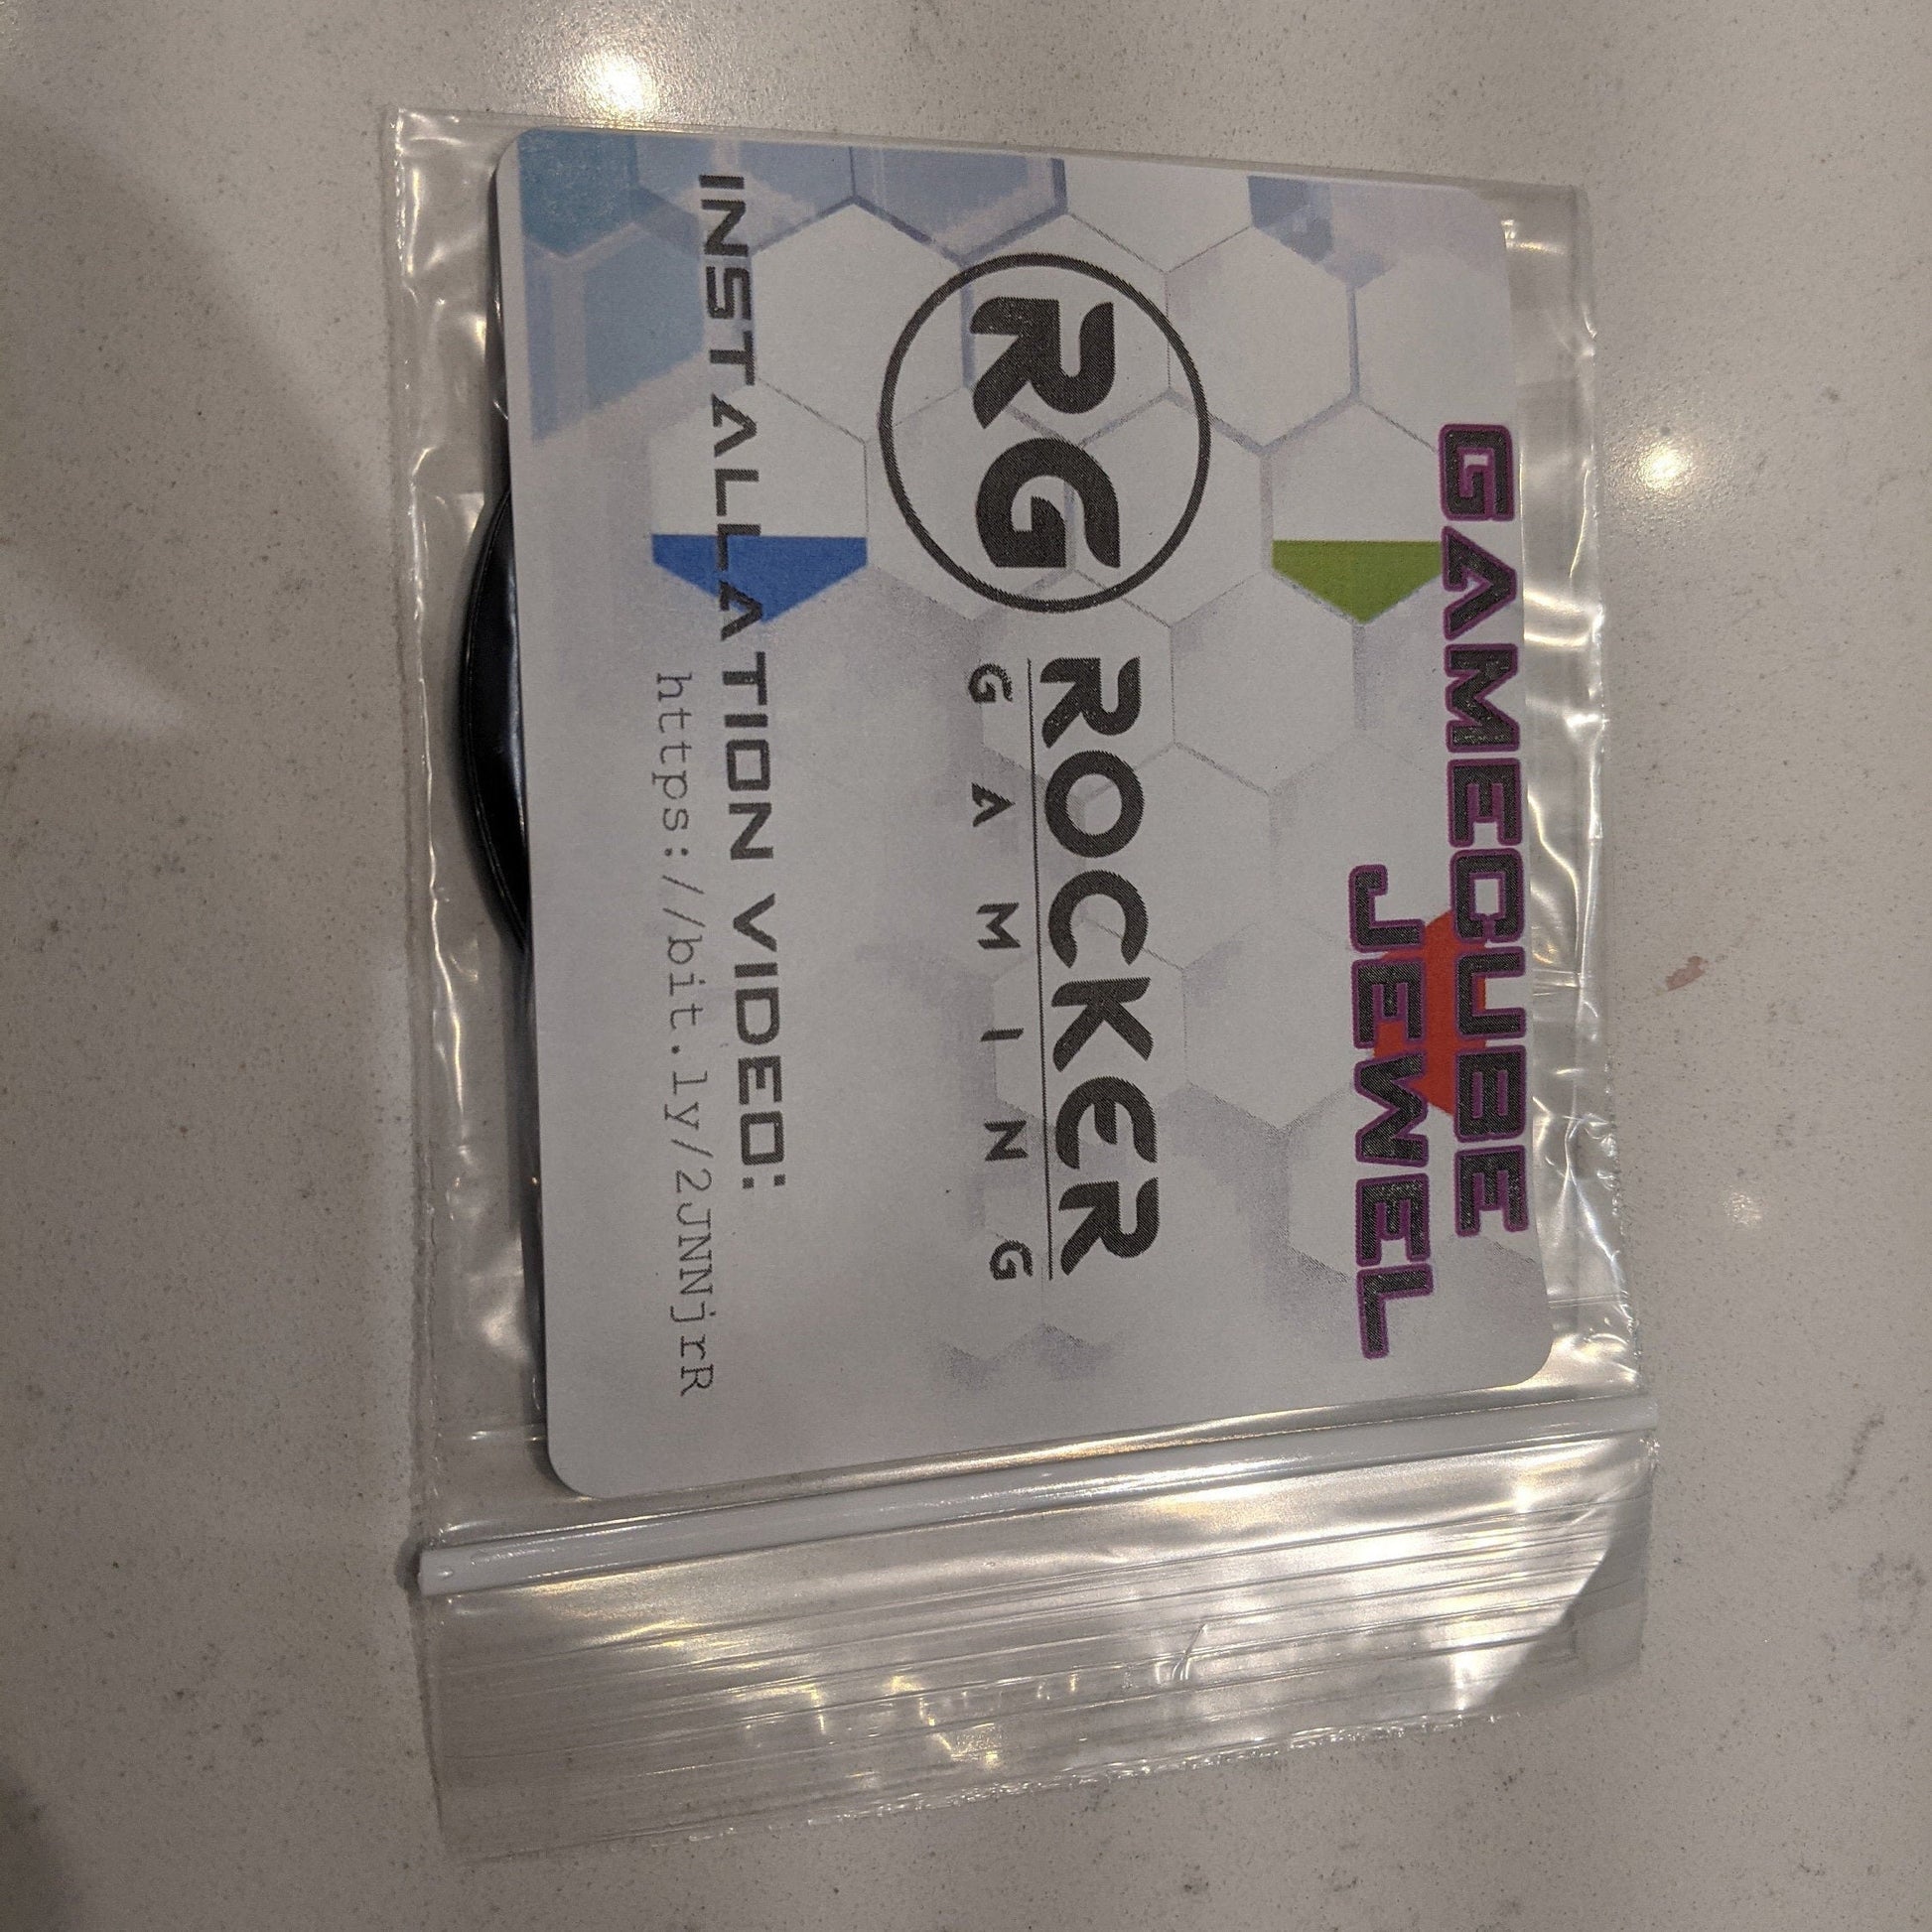 GAMECUBE
JEWEL
RG
ROCKER
GAMING
INSTALLATION VIDEO:
https://bit.ly/2JNNjrR